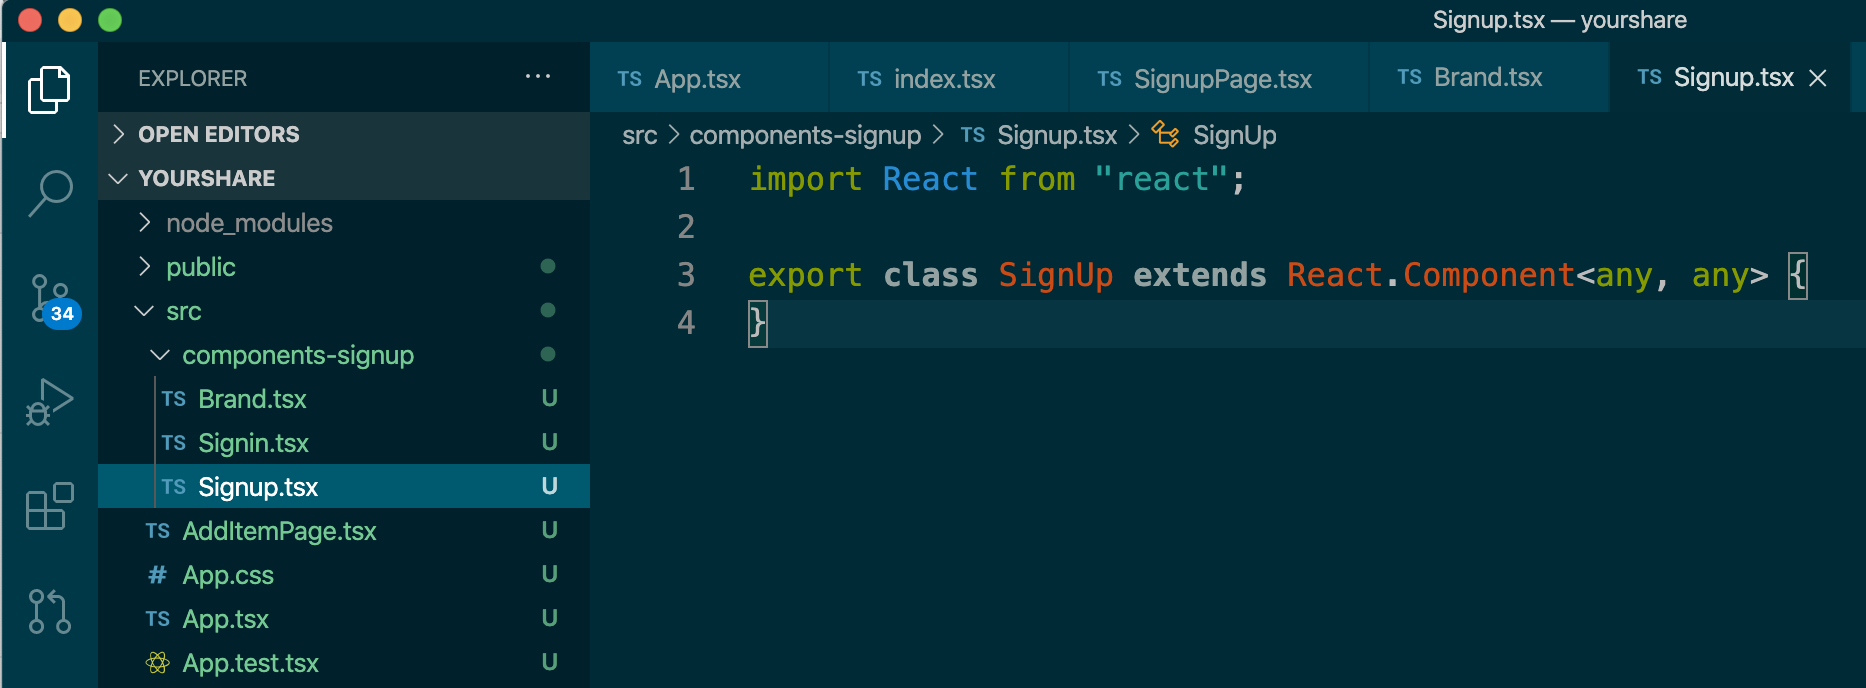 Signup.tsx — yourshare
EXPLORER ···
OPEN EDITORS
YOURSHARE
node_modules
public
src
components-signup
TS Brand.tsx U
TS Signin.tsx U
TS Signup.tsx U
TS AddItemPage.tsx U
# App.css U
TS App.tsx U
App.test.tsx U
34
TS App.tsx TS index.tsx TS SignupPage.tsx TS Brand.tsx TS Signup.tsx
src > components-signup > TS Signup.tsx > SignUp
1 import React from "react";
2
3 export class SignUp extends React.Component<any, any> {
4 }